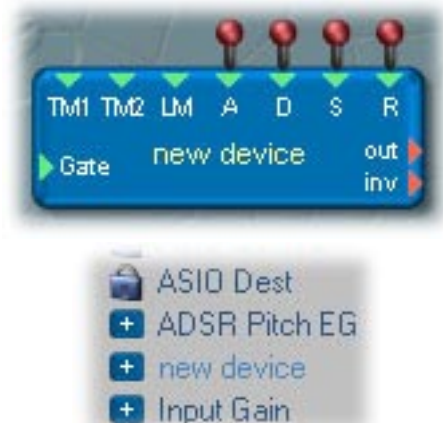 TM1 TM2 LM A D S R
Gate new device out
inv
ASIO Dest
ADSR Pitch EG
new device
Input Gain